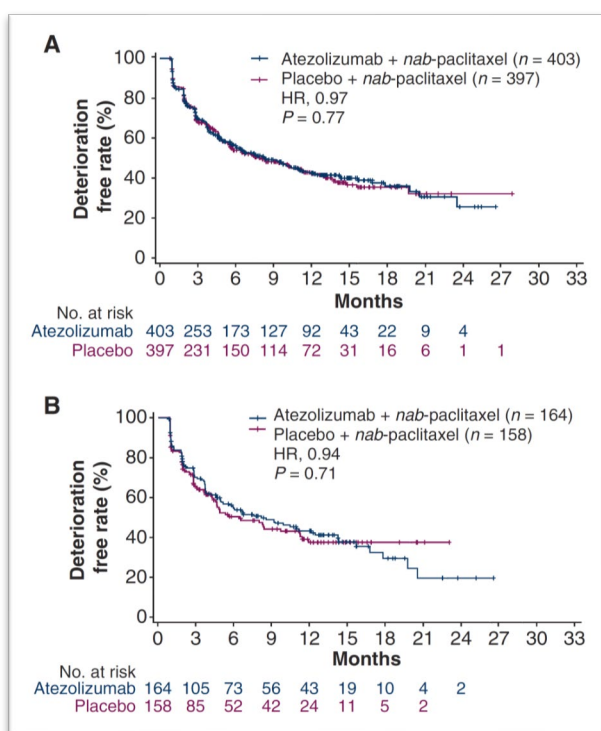 A
Deterioration
free rate (%)
100
80
60
40
20
0
Atezolizumab + nab-paclitaxel (n = 403)
Placebo + nab-paclitaxel (n = 397)
HR, 0.97
P = 0.77
0 3 6 9 12 15 18 21 24 27 30 33
Months
No. at risk
Atezolizumab 403 253 173 127 92 43 22 9 4
Placebo 397 231 150 114 72 31 16 6 1 1
B
Deterioration
free rate (%)
100
80
60
40
20
0
Atezolizumab + nab-paclitaxel (n = 164)
Placebo + nab-paclitaxel (n = 158)
HR, 0.94
P = 0.71
0 3 6 9 12 15 18 21 24 27 30 33
Months
No. at risk
Atezolizumab 164 105 73 56 43 19 10 4 2
Placebo 158 85 52 42 24 11 5 2